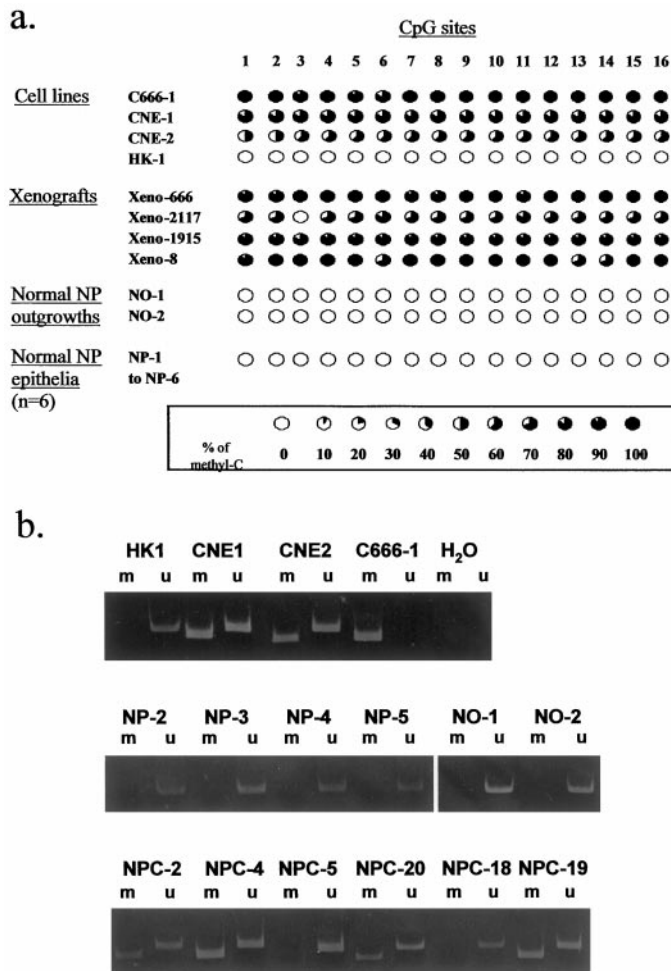 a.
CpG sites
1 2 3 4 5 6 7 8 9 10 11 12 13 14 15 16
Cell lines C666-1
CNE-1
CNE-2
HK-1
Xenografts Xeno-666
Xeno-2117
Xeno-1915
Xeno-8
Normal NP NO-1
outgrowths NO-2
Normal NP NP-1
epithelia to NP-6
(n=6)
% of
methyl-C 0 10 20 30 40 50 60 70 80 90 100
b.
HK1 CNE1 CNE2 C666-1 H2O
m u m u m u m u m u
NP-2 NP-3 NP-4 NP-5 NO-1 NO-2
m u m u m u m u m u m u
NPC-2 NPC-4 NPC-5 NPC-20 NPC-18 NPC-19
m u m u m u m u m u m u